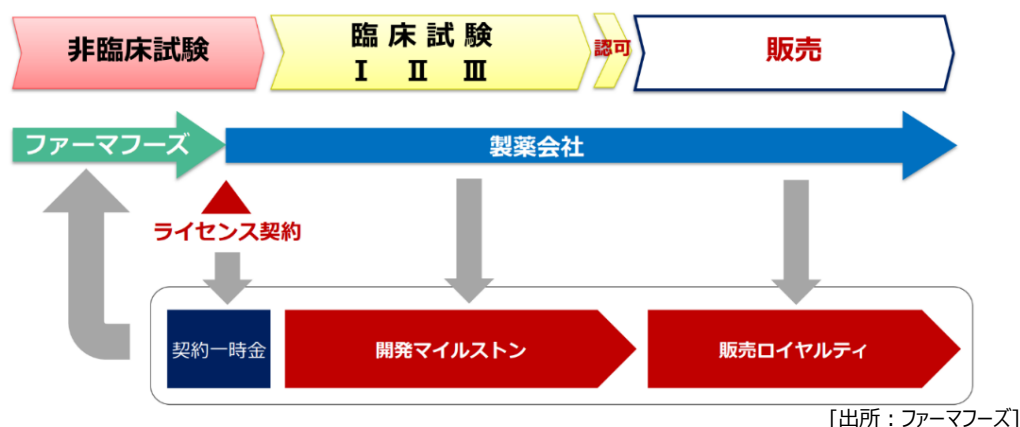 非臨床試験
臨床試験
Ⅰ Ⅱ Ⅲ
認可
販売
ファーマフーズ
製薬会社
ライセンス契約
契約一時金
開発マイルストン
販売ロイヤルティ
[出所：ファーマフーズ]